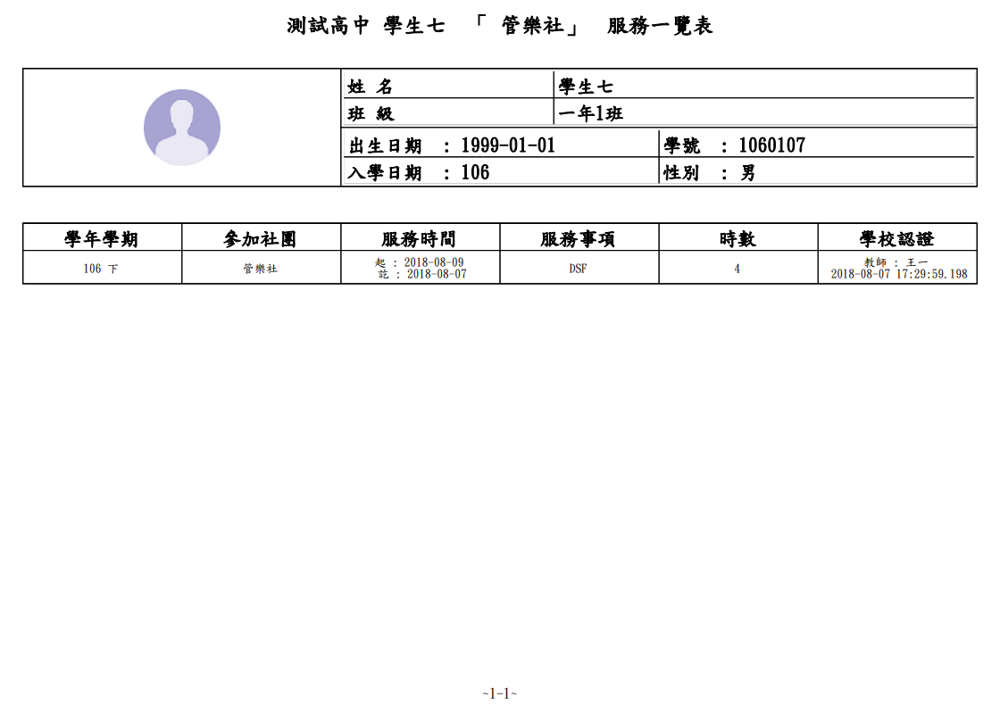 測試高中 學生七 「 管樂社」 服務一覽表
姓 名 學生七
班 級 一年1班
出生日期 : 1999-01-01 學號 : 1060107
入學日期 : 106 性別 : 男
學年學期 參加社團 服務時間 服務事項 時數 學校認證
106 下 管樂社 起 : 2018-08-09 DSF 4 教師 : 王一
訖 : 2018-08-07 2018-08-07 17:29:59.198
~1-1~